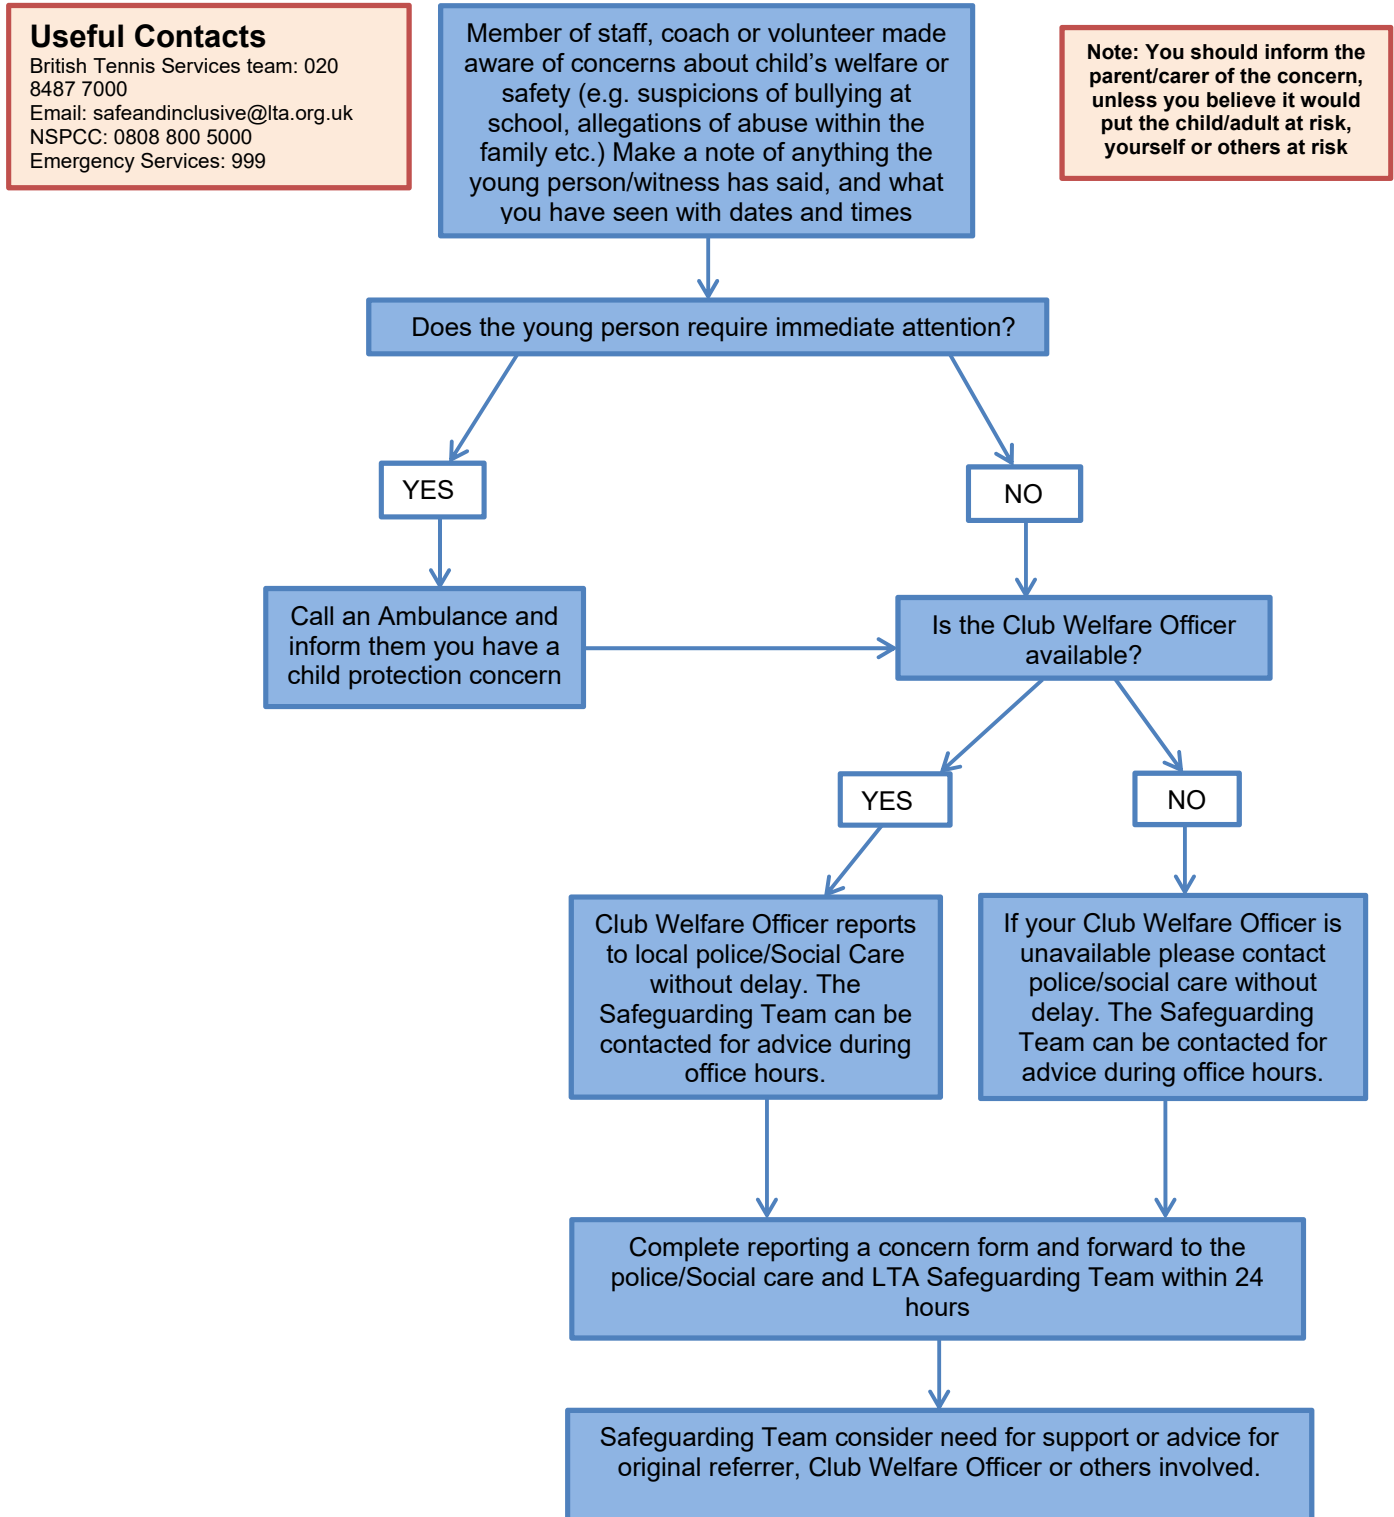 Useful Contacts
British Tennis Services team: 020
8487 7000
Email: safeandinclusive@lta.org.uk
NSPCC: 0808 800 5000
Emergency Services: 999
Member of staff, coach or volunteer made
aware of concerns about child’s welfare or
safety (e.g. suspicions of bullying at
school, allegations of abuse within the
family etc.) Make a note of anything the
young person/witness has said, and what
you have seen with dates and times
Note: You should inform the
parent/carer of the concern,
unless you believe it would
put the child/adult at risk,
yourself or others at risk
Does the young person require immediate attention?
YES
NO
Call an Ambulance and
inform them you have a
child protection concern
Is the Club Welfare Officer
available?
YES
NO
Club Welfare Officer reports
to local police/Social Care
without delay. The
Safeguarding Team can be
contacted for advice during
office hours.
If your Club Welfare Officer is
unavailable please contact
police/social care without
delay. The Safeguarding
Team can be contacted for
advice during office hours.
Complete reporting a concern form and forward to the
police/Social care and LTA Safeguarding Team within 24
hours
Safeguarding Team consider need for support or advice for
original referrer, Club Welfare Officer or others involved.